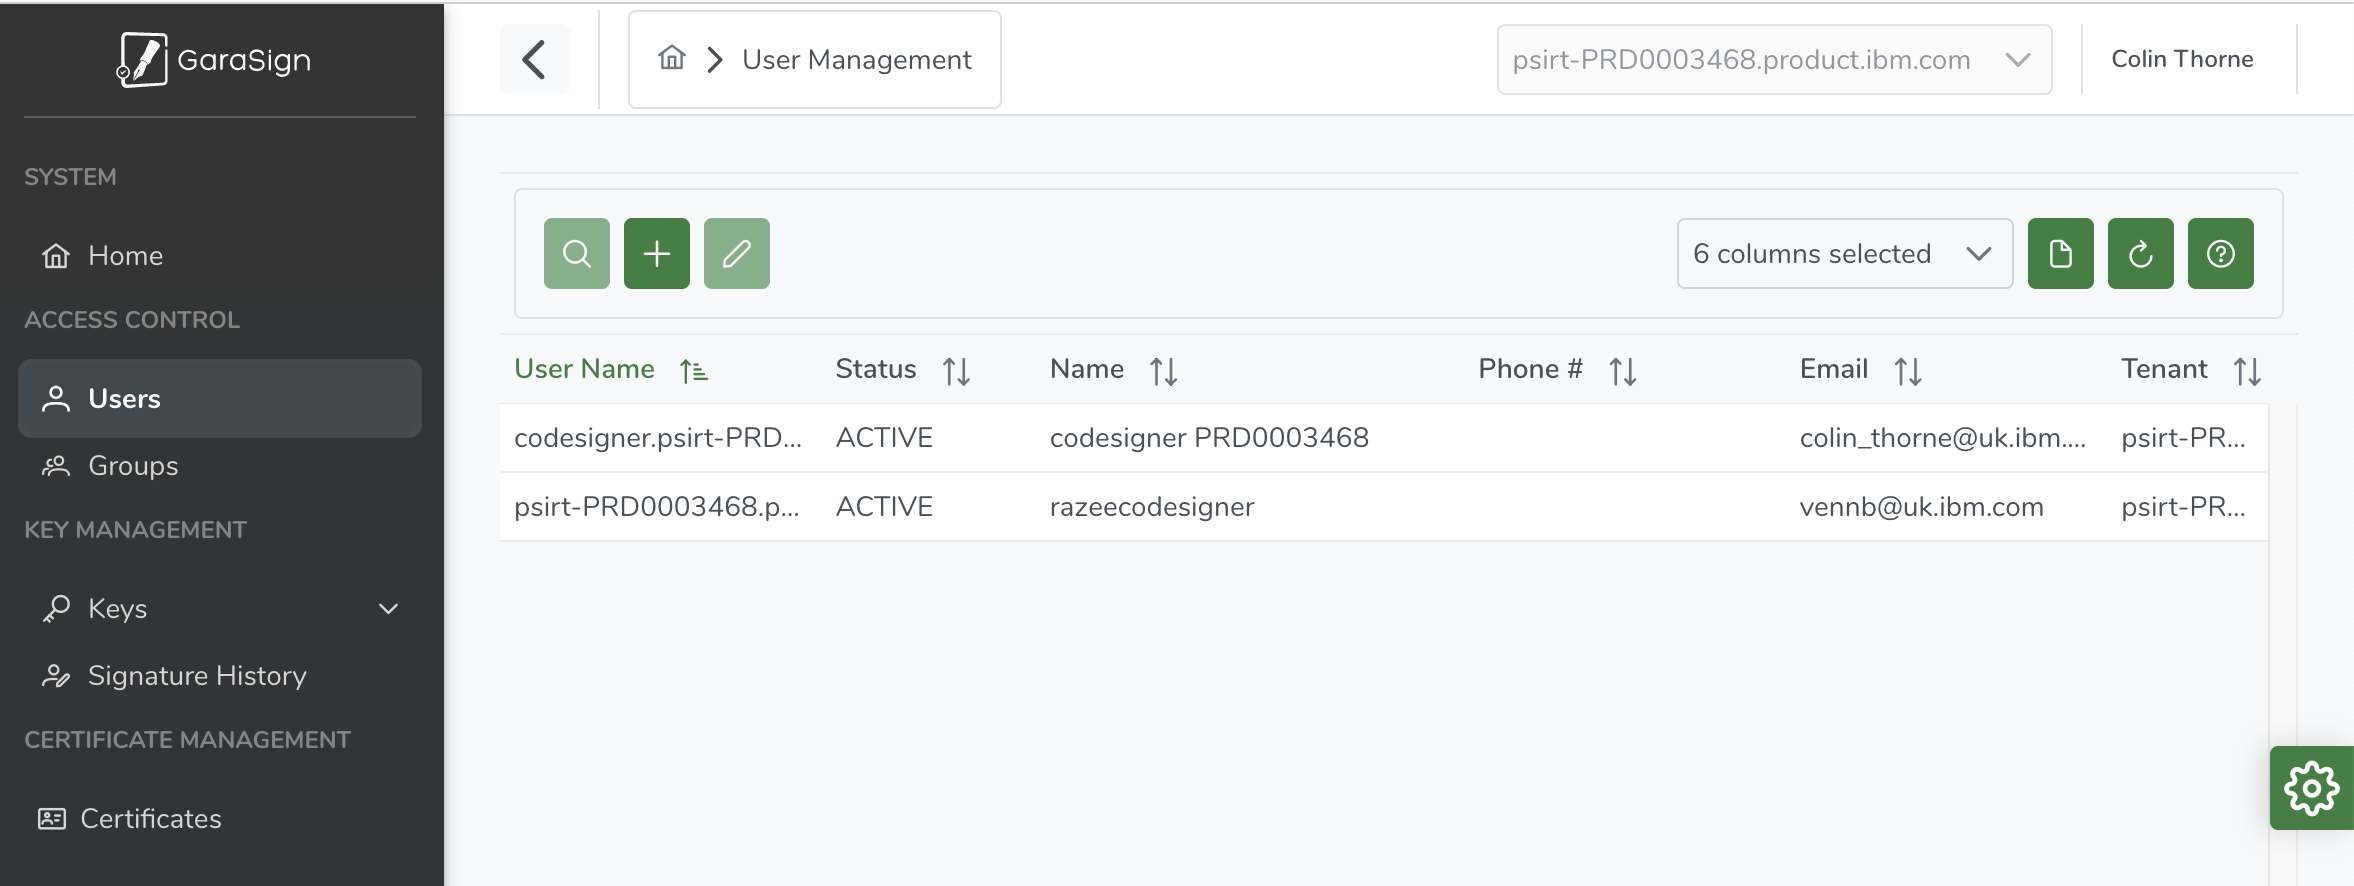 GaraSign
SYSTEM
Home
ACCESS CONTROL
Users
Groups
KEY MANAGEMENT
Keys
Signature History
CERTIFICATE MANAGEMENT
Certificates
User Management
psirt-PRD0003468.product.ibm.com
Colin Thorne
6 columns selected
User Name Status Name Phone # Email Tenant
codesigner.psirt-PRD... ACTIVE codesigner PRD0003468 colin_thorne@uk.ibm.... psirt-PR...
psirt-PRD0003468.p... ACTIVE razeecodesigner vennb@uk.ibm.com psirt-PR...